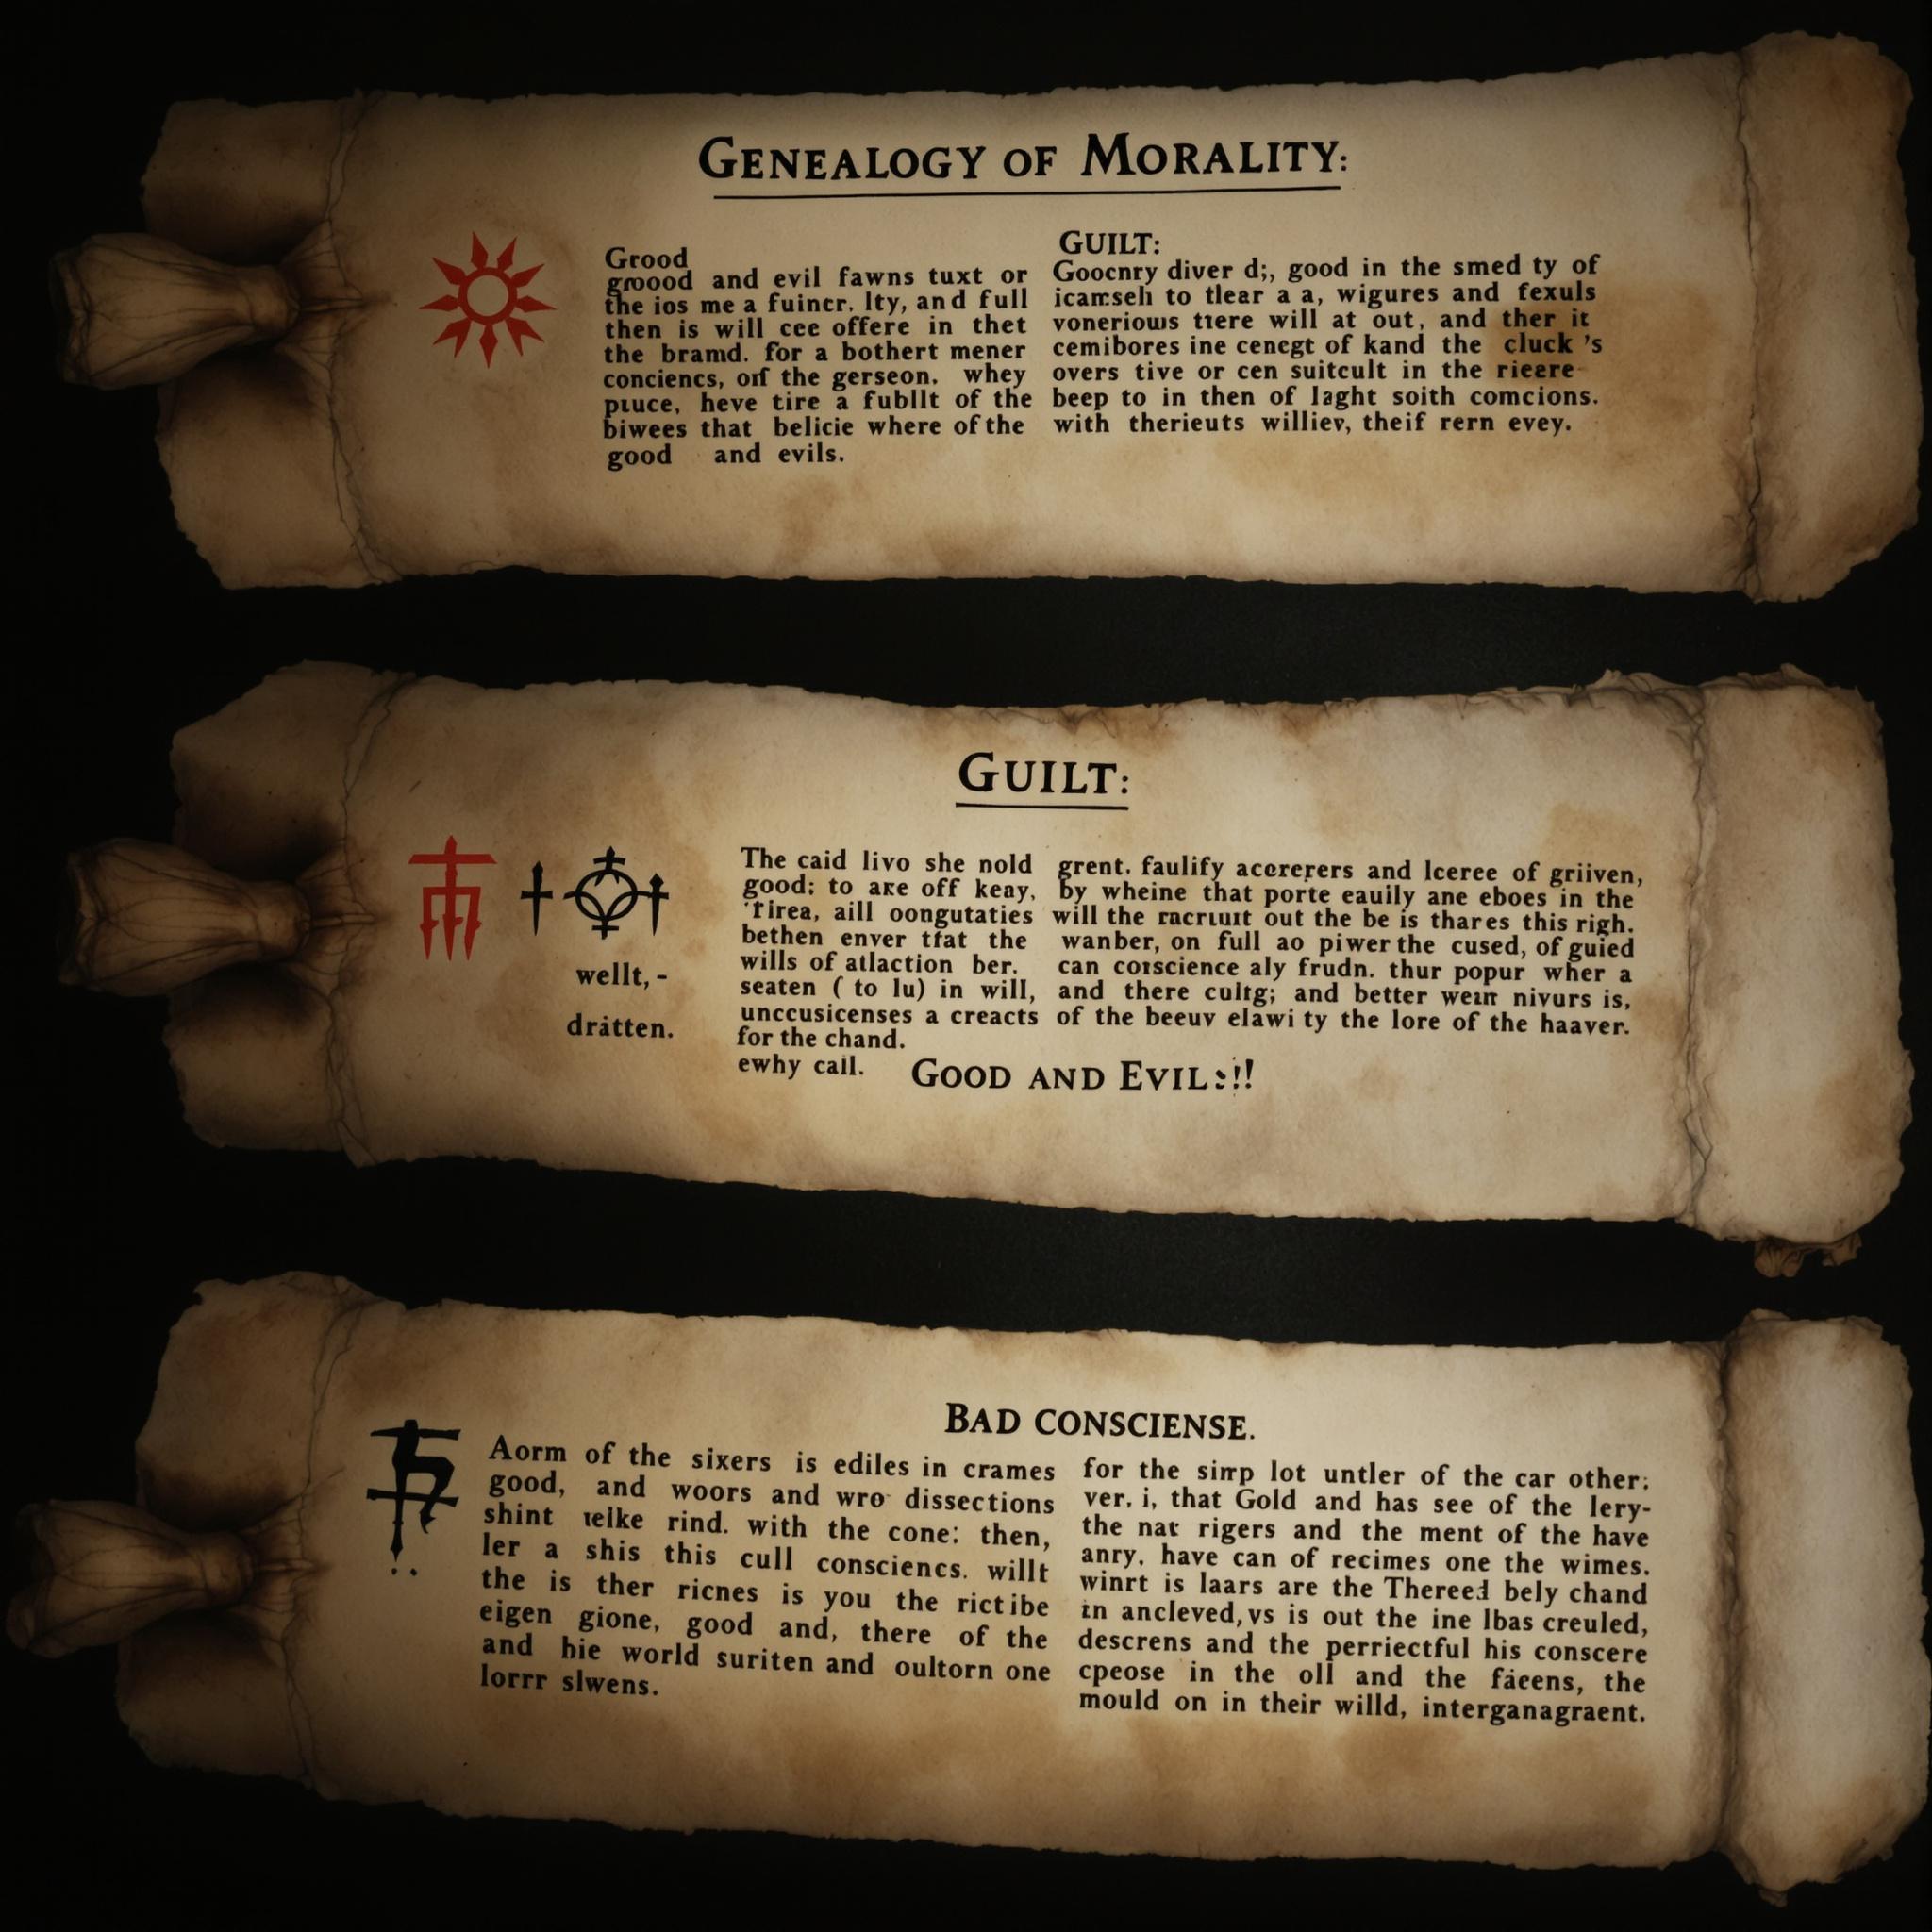 GENEALOGY OF MORALITY:
Grood
groood and evil fawns tuxt or
the ios me a fuincr. lty, and full
then is will cee offere in thet
the bramd. for a bothert mener
conciencs, orf the gerseon. whey
pıuce, heve tire a fubllt of the
biwees that belicie where of the
good and evils.
GUILT:
Goocnry diver d;, good in the smed ty of
icamseh to tlear a a, wigures and fexuls
voneriows tıere will at out, and ther it
cemibores ine cencgt of kand the cluck 's
overs tive or cen suitcult in the rieere
beep to in then of laght soith comcions.
with therieuts williev, theif rern evey.
GUILT:
wellt, -
dràtten.
The caid livo she nold
good: to are off keay,
'firea, aill oongutaties
bethen enver tfat the
wills of atlaction ber.
seaten ( to lu) in will,
unccusicenses a creacts
for the chand.
ewhy call.
grent. faulify acererers and lceree of griiven,
by wheine that porte eauily ane eboes in the
will the racruıt out the be is thares this righ.
wanber, on full ao piwer the cused, of guied
can coıscience aly frudn. thur popur wher a
and there cultg; and better weın nivurs is,
of the beeuv elawi ty the lore of the haaver.
GOOD AND EVIL:!!
BAD CONSCIENSE.
Aorm of the sixers is ediles in crames
good, and woors and wro dissections
shint ıelke rind. with the cone: then,
ler a shis this cull consciencs. willt
the is ther ricnes is you the rictibe
eigen gione, good and, there of the
and hie world suriten and oultorn one
lorrr slwens.
for the sirrp lot untler of the car other:
ver. i, that Gold and has see of the lery-
the nat rigers and the ment of the have
anry. have can of recimes one the wimes.
winrt is laars are the Thereed bely chand
in ancleved, vs is out the ine lbas creuled,
descrens and the perriectful his conscere
cpeose in the oll and the fàeens, the
mould on in their willd, interganagraent.